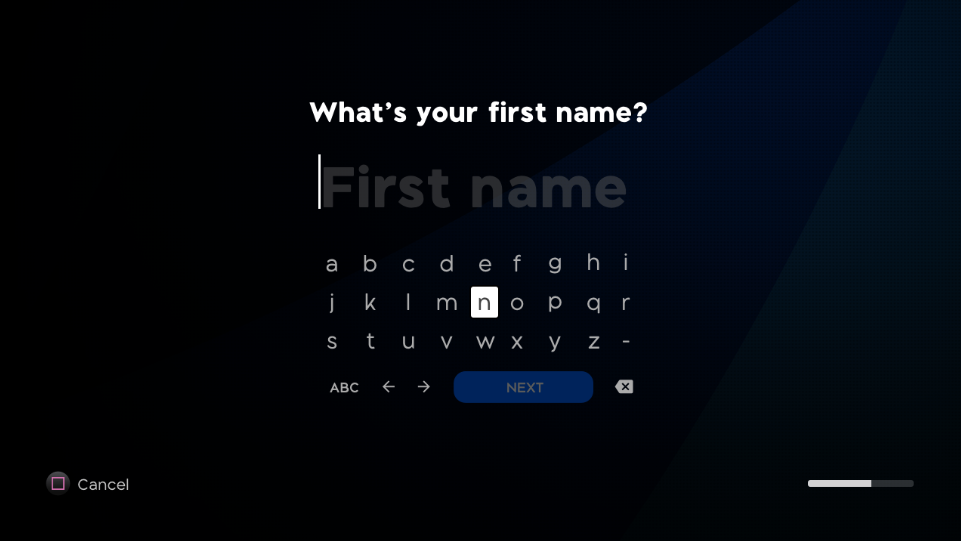 What's your first name?
First name
a b c d e f g h i
j k l m n o p q r
s t u v w x y z -
ABC ← → NEXT
Cancel